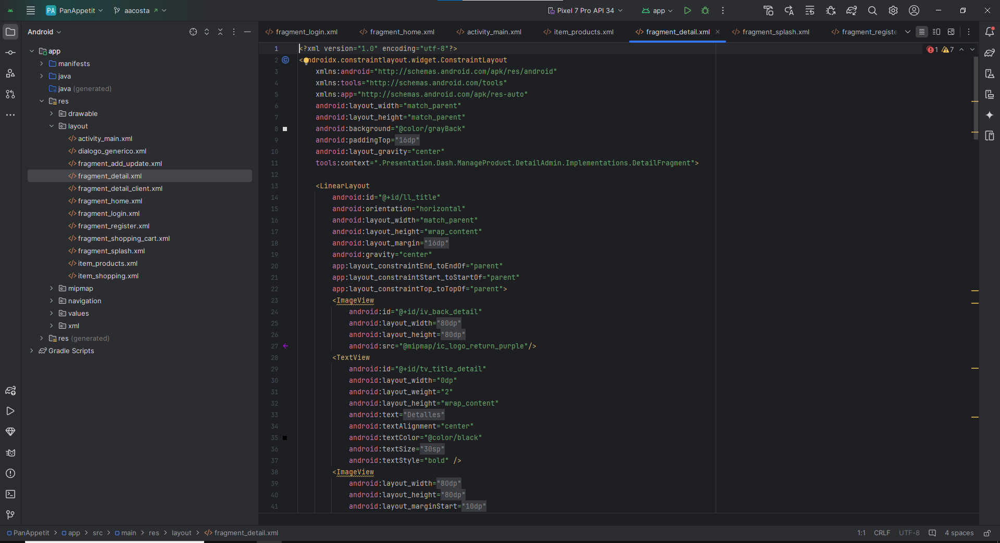 PA PanAppetit aacosta Pixel 7 Pro API 34 app
Android
app
manifests
java
java (generated)
res
drawable
layout
activity_main.xml
dialogo_generico.xml
fragment_add_update.xml
fragment_detail.xml
fragment_detail_client.xml
fragment_home.xml
fragment_login.xml
fragment_register.xml
fragment_shopping_cart.xml
fragment_splash.xml
item_products.xml
item_shopping.xml
mipmap
navigation
values
xml
res (generated)
Gradle Scripts
fragment_login.xml fragment_home.xml activity_main.xml item_products.xml fragment_detail.xml fragment_splash.xml fragment_registe
1 7
1 <?xml version="1.0" encoding="utf-8"?>
2 <androidx.constraintlayout.widget.ConstraintLayout
3 xmlns:android="http://schemas.android.com/apk/res/android"
4 xmlns:tools="http://schemas.android.com/tools"
5 xmlns:app="http://schemas.android.com/apk/res-auto"
6 android:layout_width="match_parent"
7 android:layout_height="match_parent"
8 android:background="@color/grayBack"
9 android:paddingTop="16dp"
10 android:layout_gravity="center"
11 tools:context=".Presentation.Dash.ManageProduct.DetailAdmin.Implementations.DetailFragment">
12
13 <LinearLayout
14 android:id="@+id/ll_title"
15 android:orientation="horizontal"
16 android:layout_width="match_parent"
17 android:layout_height="wrap_content"
18 android:layout_margin="16dp"
19 android:gravity="center"
20 app:layout_constraintEnd_toEndOf="parent"
21 app:layout_constraintStart_toStartOf="parent"
22 app:layout_constraintTop_toTopOf="parent">
23 <ImageView
24 android:id="@+id/iv_back_detail"
25 android:layout_width="80dp"
26 android:layout_height="80dp"
27 android:src="@mipmap/ic_logo_return_purple"/>
28 <TextView
29 android:id="@+id/tv_title_detail"
30 android:layout_width="0dp"
31 android:layout_weight="2"
32 android:layout_height="wrap_content"
33 android:text="Detalles"
34 android:textAlignment="center"
35 android:textColor="@color/black"
36 android:textSize="30sp"
37 android:textStyle="bold" />
38 <ImageView
39 android:layout_width="80dp"
40 android:layout_height="80dp"
41 android:layout_marginStart="10dp"
PanAppetit > app > src > main > res > layout > fragment_detail.xml 1:1 CRLF UTF-8 4 spaces